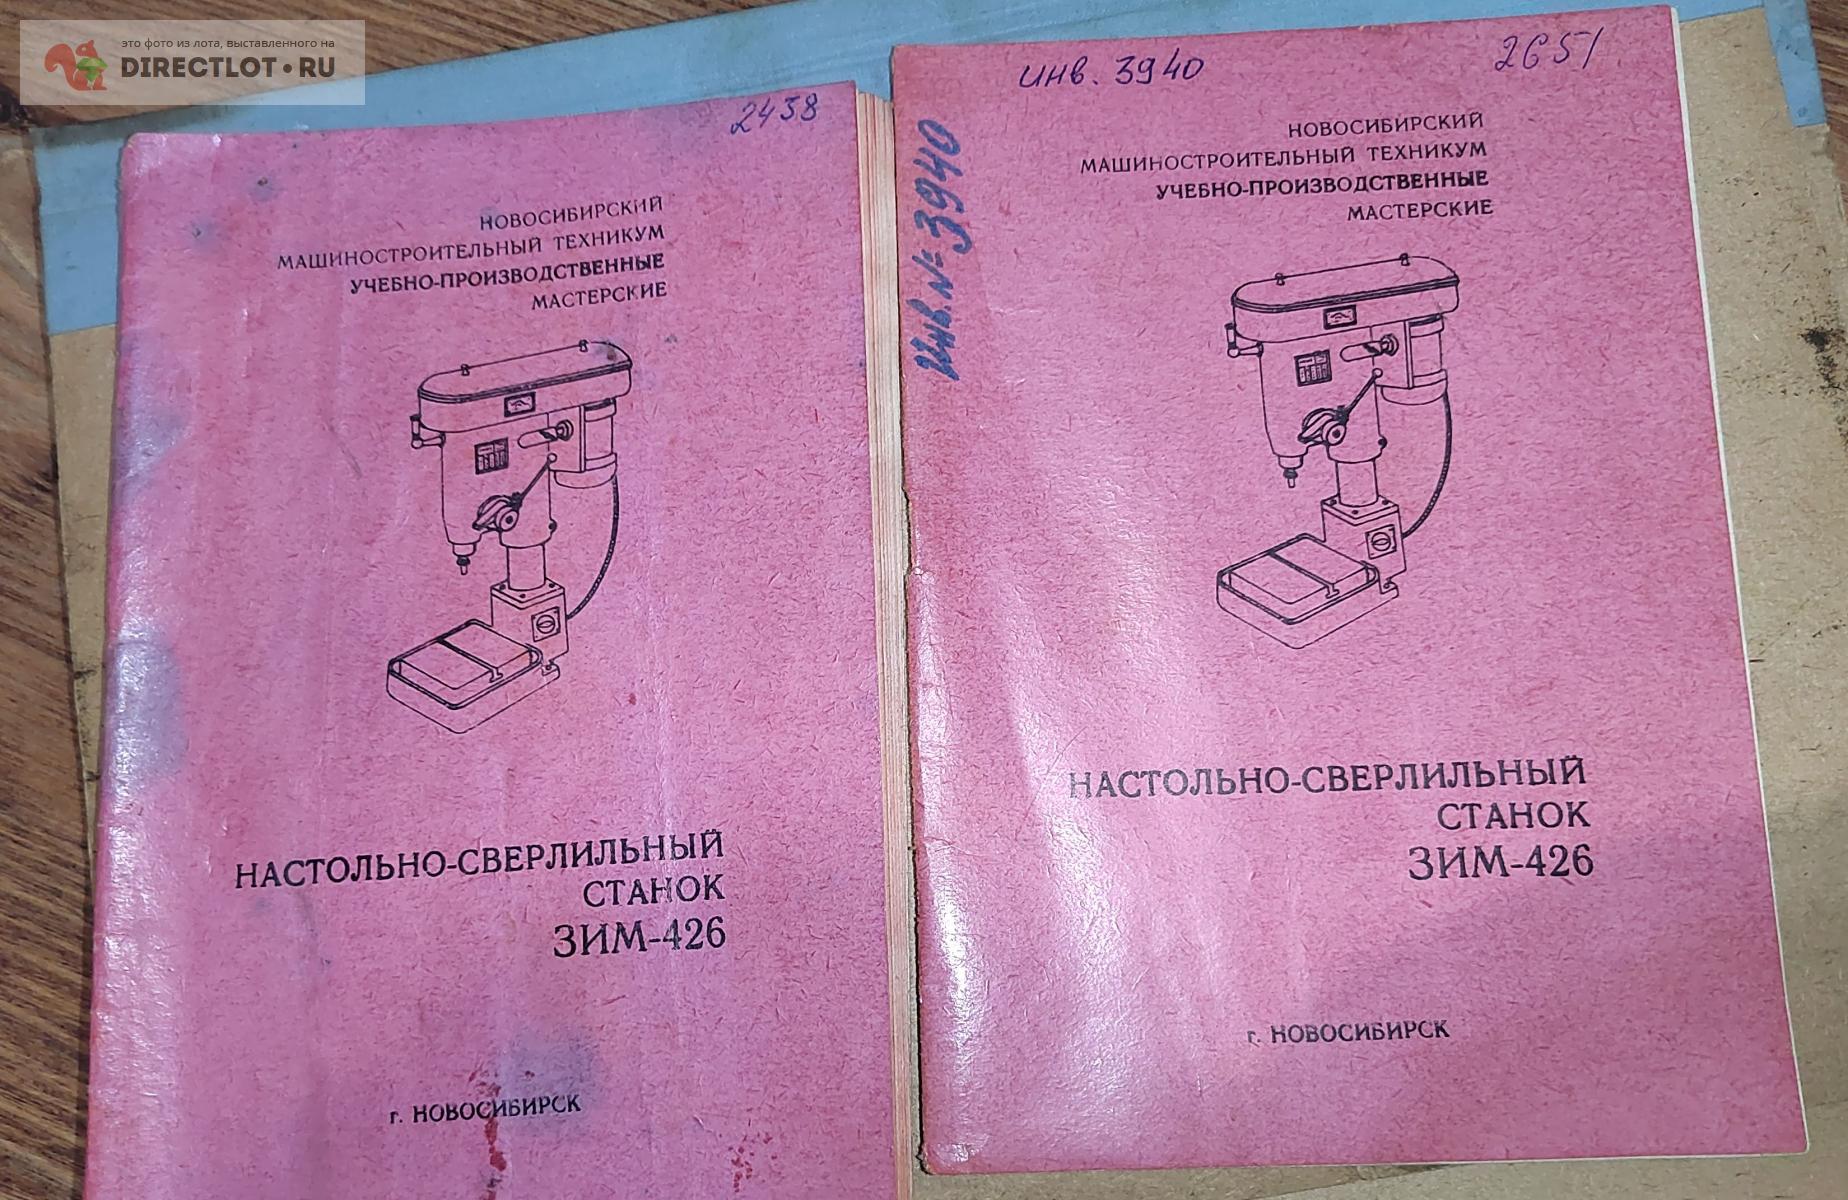 это фото из лота, выставленного на
DIRECTLOT.RU
2438
НОВОСИБИРСКИЙ
МАШИНОСТРОИТЕЛЬНЫЙ ТЕХНИКУМ
УЧЕБНО-ПРОИЗВОДСТВЕННЫЕ
МАСТЕРСКИЕ
НАСТОЛЬНО-СВЕРЛИЛЬНЫЙ
СТАНОК
ЗИМ-426
г. НОВОСИБИРСК
инв. 3940
2651
Инв. № 3940
НОВОСИБИРСКИЙ
МАШИНОСТРОИТЕЛЬНЫЙ ТЕХНИКУМ
УЧЕБНО-ПРОИЗВОДСТВЕННЫЕ
МАСТЕРСКИЕ
НАСТОЛЬНО-СВЕРЛИЛЬНЫЙ
СТАНОК
ЗИМ-426
г. НОВОСИБИРСК